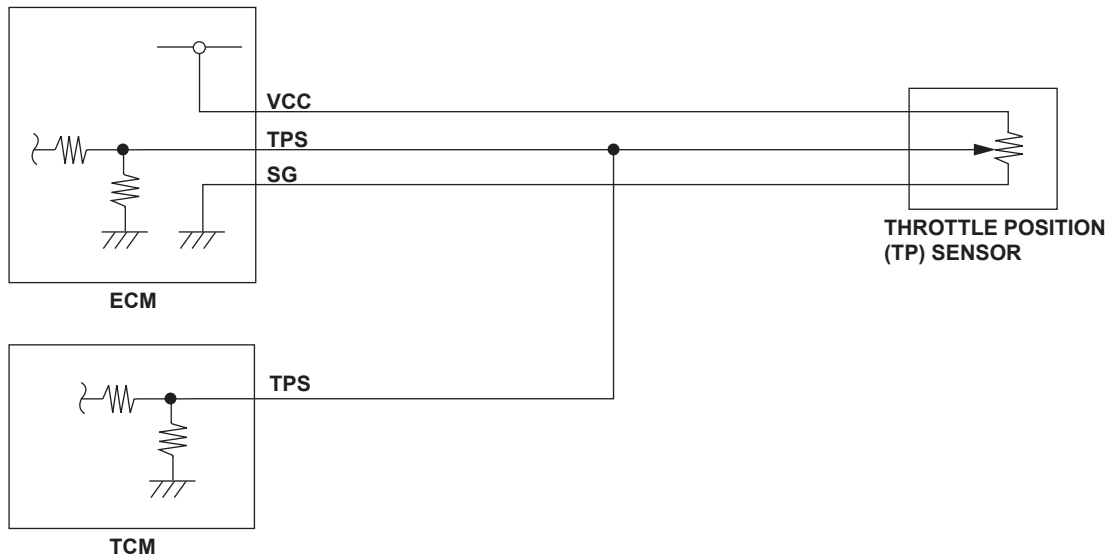 VCC
TPS
SG
THROTTLE POSITION
(TP) SENSOR
ECM
TPS
TCM